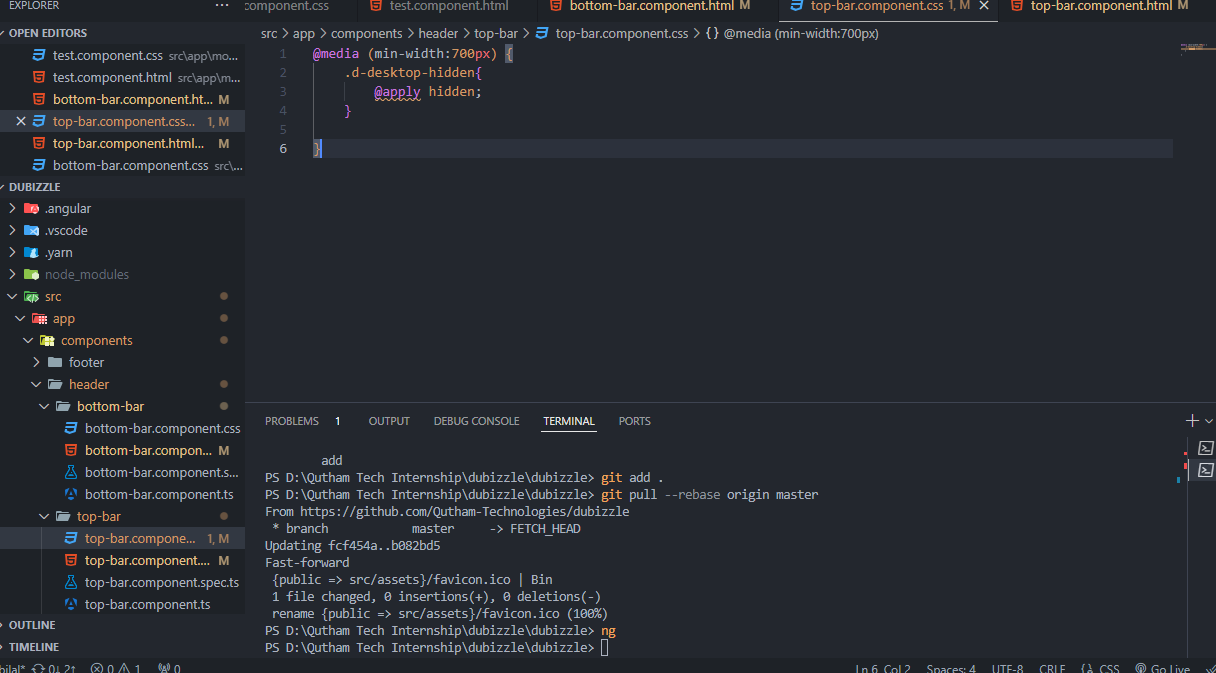 EXPLORER ...
component.css test.component.html bottom-bar.component.html M top-bar.component.css 1, M top-bar.component.html M
OPEN EDITORS
test.component.css src\app\mo...
test.component.html src\app\m...
bottom-bar.component.ht... M
top-bar.component.css... 1, M
top-bar.component.html... M
bottom-bar.component.css src\...
DUBIZZLE
.angular
.vscode
.yarn
node_modules
src
app
components
footer
header
bottom-bar
bottom-bar.component.css
bottom-bar.compon... M
bottom-bar.component.s...
bottom-bar.component.ts
top-bar
top-bar.compone... 1, M
top-bar.component.... M
top-bar.component.spec.ts
top-bar.component.ts
OUTLINE
TIMELINE
src > app > components > header > top-bar > top-bar.component.css > {} @media (min-width:700px)
1 @media (min-width:700px) {
2 .d-desktop-hidden{
3 @apply hidden;
4 }
5
6 }
PROBLEMS 1 OUTPUT DEBUG CONSOLE TERMINAL PORTS
add
PS D:\Qutham Tech Internship\dubizzle\dubizzle> git add .
PS D:\Qutham Tech Internship\dubizzle\dubizzle> git pull --rebase origin master
From https://github.com/Qutham-Technologies/dubizzle
* branch master -> FETCH_HEAD
Updating fcf454a..b082bd5
Fast-forward
{public => src/assets}/favicon.ico | Bin
1 file changed, 0 insertions(+), 0 deletions(-)
rename {public => src/assets}/favicon.ico (100%)
PS D:\Qutham Tech Internship\dubizzle\dubizzle> ng
PS D:\Qutham Tech Internship\dubizzle\dubizzle>
bilal* 0↓ 2↑ 0 1 0 Ln 6, Col 2 Spaces: 4 UTF-8 CRLF {} CSS Go Live